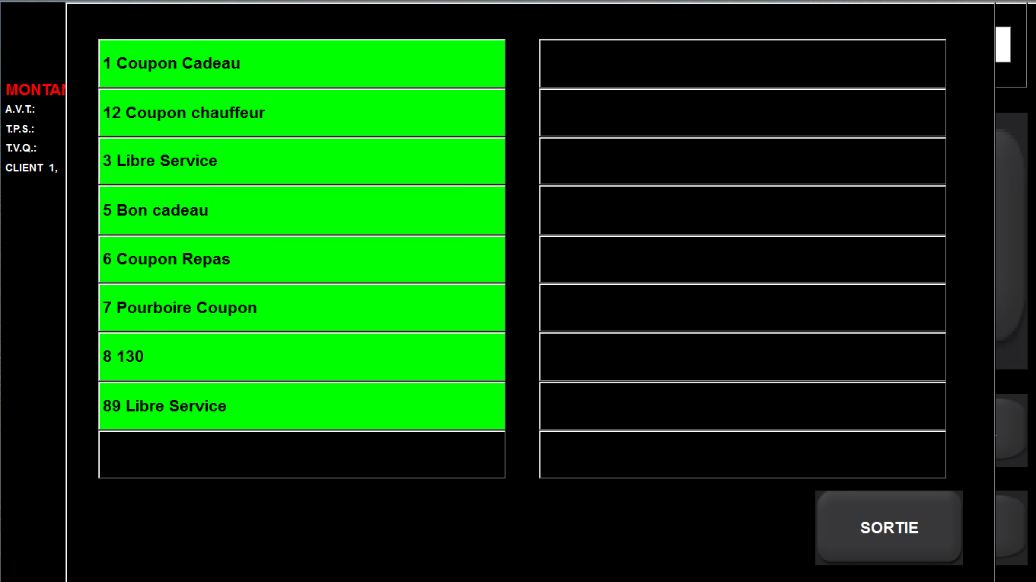 MONTAN
A.V.T.:
T.P.S.:
T.V.Q.:
CLIENT 1,
1 Coupon Cadeau
12 Coupon chauffeur
3 Libre Service
5 Bon cadeau
6 Coupon Repas
7 Pourboire Coupon
8 130
89 Libre Service
SORTIE